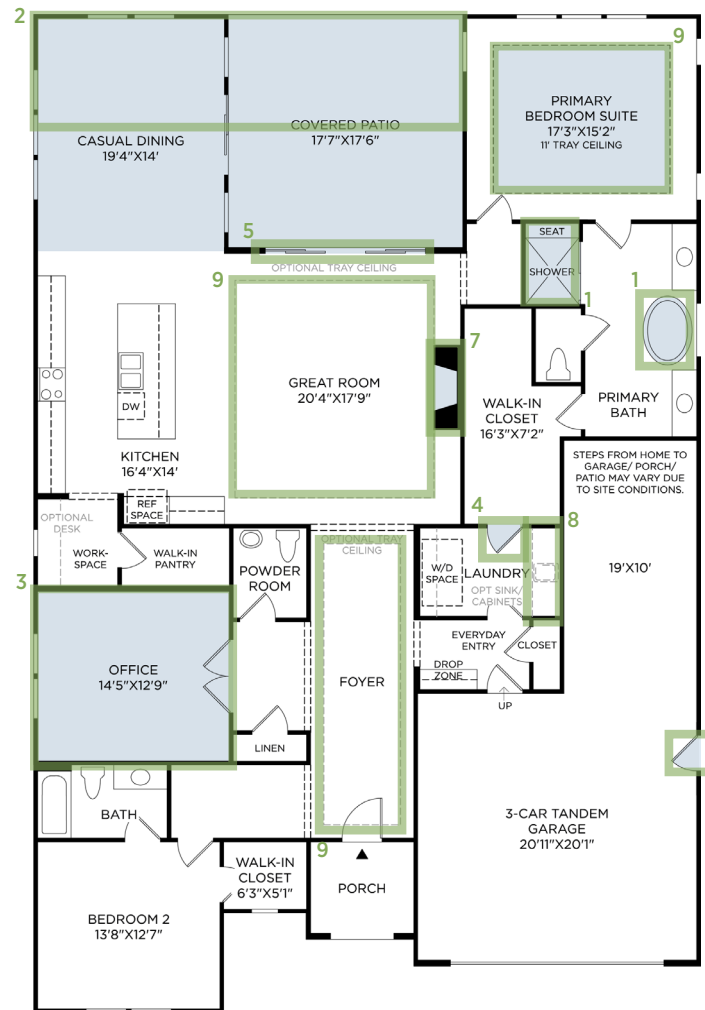 2
9
COVERED PATIO
17'7"X17'6"
CASUAL DINING
19'4"X14'
PRIMARY
BEDROOM SUITE
17'3"X15'2"
11' TRAY CEILING
5
OPTIONAL TRAY CEILING
SEAT
SHOWER
9
1
1
7
GREAT ROOM
20'4"X17'9"
DW
KITCHEN
16'4"X14'
WALK-IN
CLOSET
16'3"X7'2"
PRIMARY
BATH
STEPS FROM HOME TO
GARAGE/ PORCH/
PATIO MAY VARY DUE
TO SITE CONDITIONS.
REF
SPACE
OPTIONAL
DESK
WORK-
SPACE
WALK-IN
PANTRY
POWDER
ROOM
OPTIONAL TRAY
CEILING
4
8
W/D
SPACE
LAUNDRY
OPT SINK/
CABINETS
19'X10'
3
OFFICE
14'5"X12'9"
FOYER
EVERYDAY
ENTRY
CLOSET
DROP
ZONE
UP
LINEN
BATH
3-CAR TANDEM
GARAGE
20'11"X20'1"
9
WALK-IN
CLOSET
6'3"X5'1"
PORCH
BEDROOM 2
13'8"X12'7"